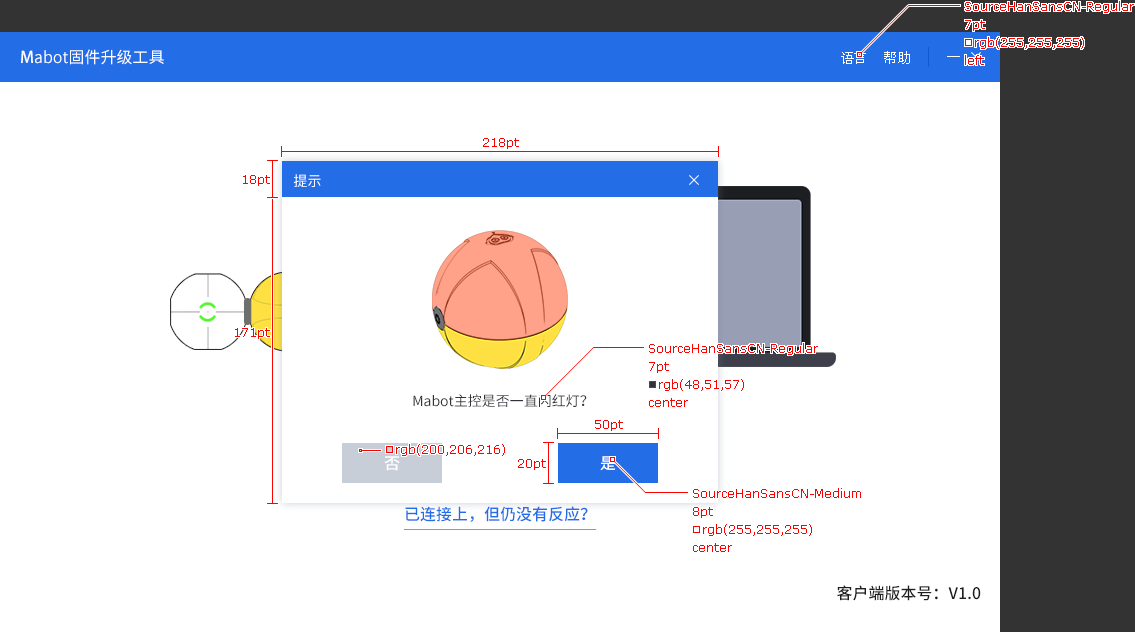 SourceHanSansCN-Regular
7pt
rgb(255,255,255)
left
Mabot固件升级工具
语言
帮助
218pt
18pt
提示
171pt
SourceHanSansCN-Regular
7pt
rgb(48,51,57)
center
Mabot主控是否一直闪红灯?
50pt
rgb(200,206,216)
否
20pt
是
SourceHanSansCN-Medium
8pt
rgb(255,255,255)
center
已连接上，但仍没有反应?
客户端版本号：V1.0